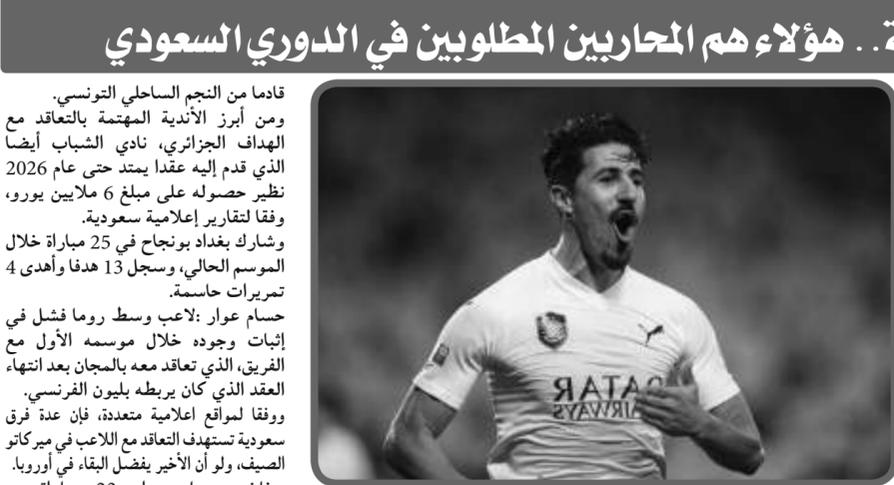 .. هؤلاء هم المحاربين المطلوبين في الدوري السعودي
قادما من النجم الساحلي التونسي.
ومن أبرز الأندية المهتمة بالتعاقد مع
الهداف الجزائري، نادي الشباب أيضا
الذي قدم إليه عقدا يمتد حتى عام 2026
نظير حصوله على مبلغ 6 ملايين يورو،
وفقا لتقارير إعلامية سعودية.
وشارك بغداد بونجاح في 25 مباراة خلال
الموسم الحالي، وسجل 13 هدفا وأهدى 4
تمريرات حاسمة.
حسام عوار :لاعب وسط روما فشل في
إثبات وجوده خلال موسمه الأول مع
الفريق، الذي تعاقد معه بالمجان بعد انتهاء
العقد الذي كان يربطه بليون الفرنسي.
ووفقا لمواقع اعلامية متعددة، فإن عدة فرق
سعودية تستهدف التعاقد مع اللاعب في ميركاتو
الصيف، ولو أن الأخير يفضل البقاء في أوروبا.
QATAR
AIRWAYS